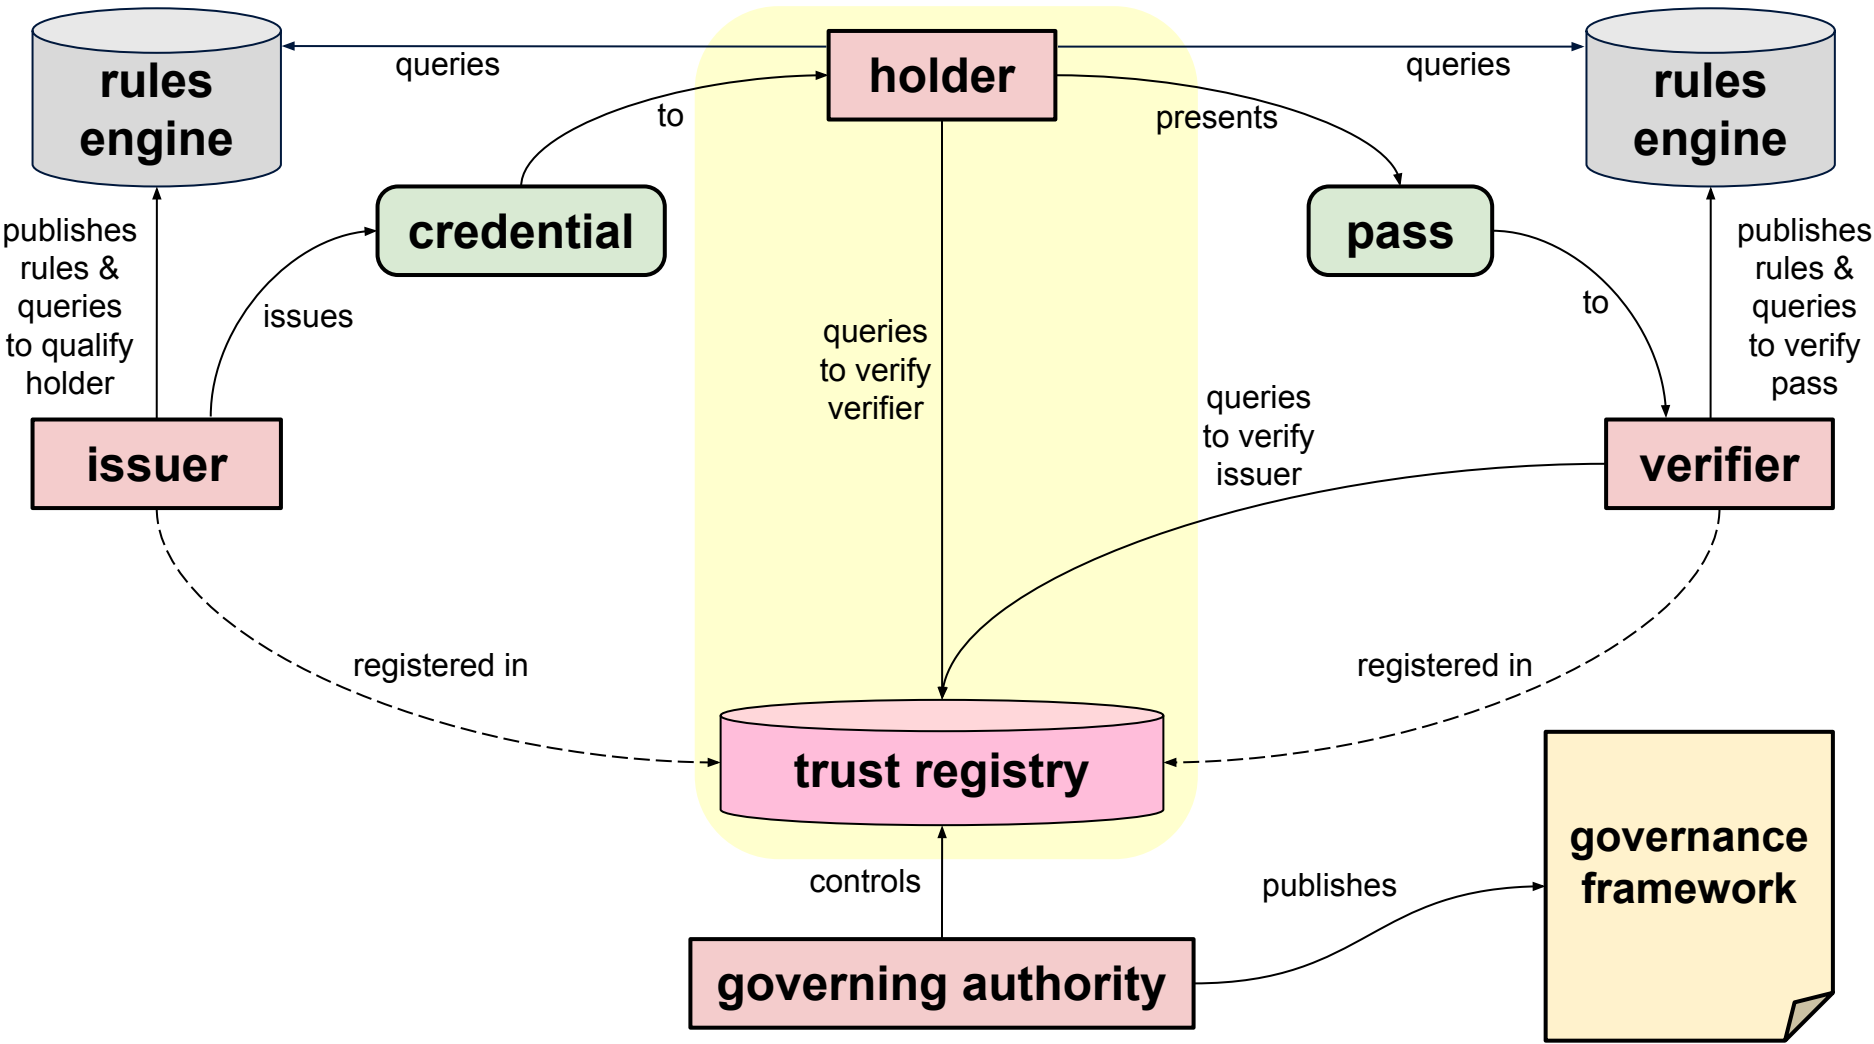 rules
engine
queries
holder
queries
rules
engine
to
presents
credential
pass
publishes
rules &
queries
to qualify
holder
issues
queries
to verify
verifier
to
publishes
rules &
queries
to verify
pass
queries
to verify
issuer
issuer
verifier
registered in
registered in
trust registry
controls
publishes
governance
framework
governing authority